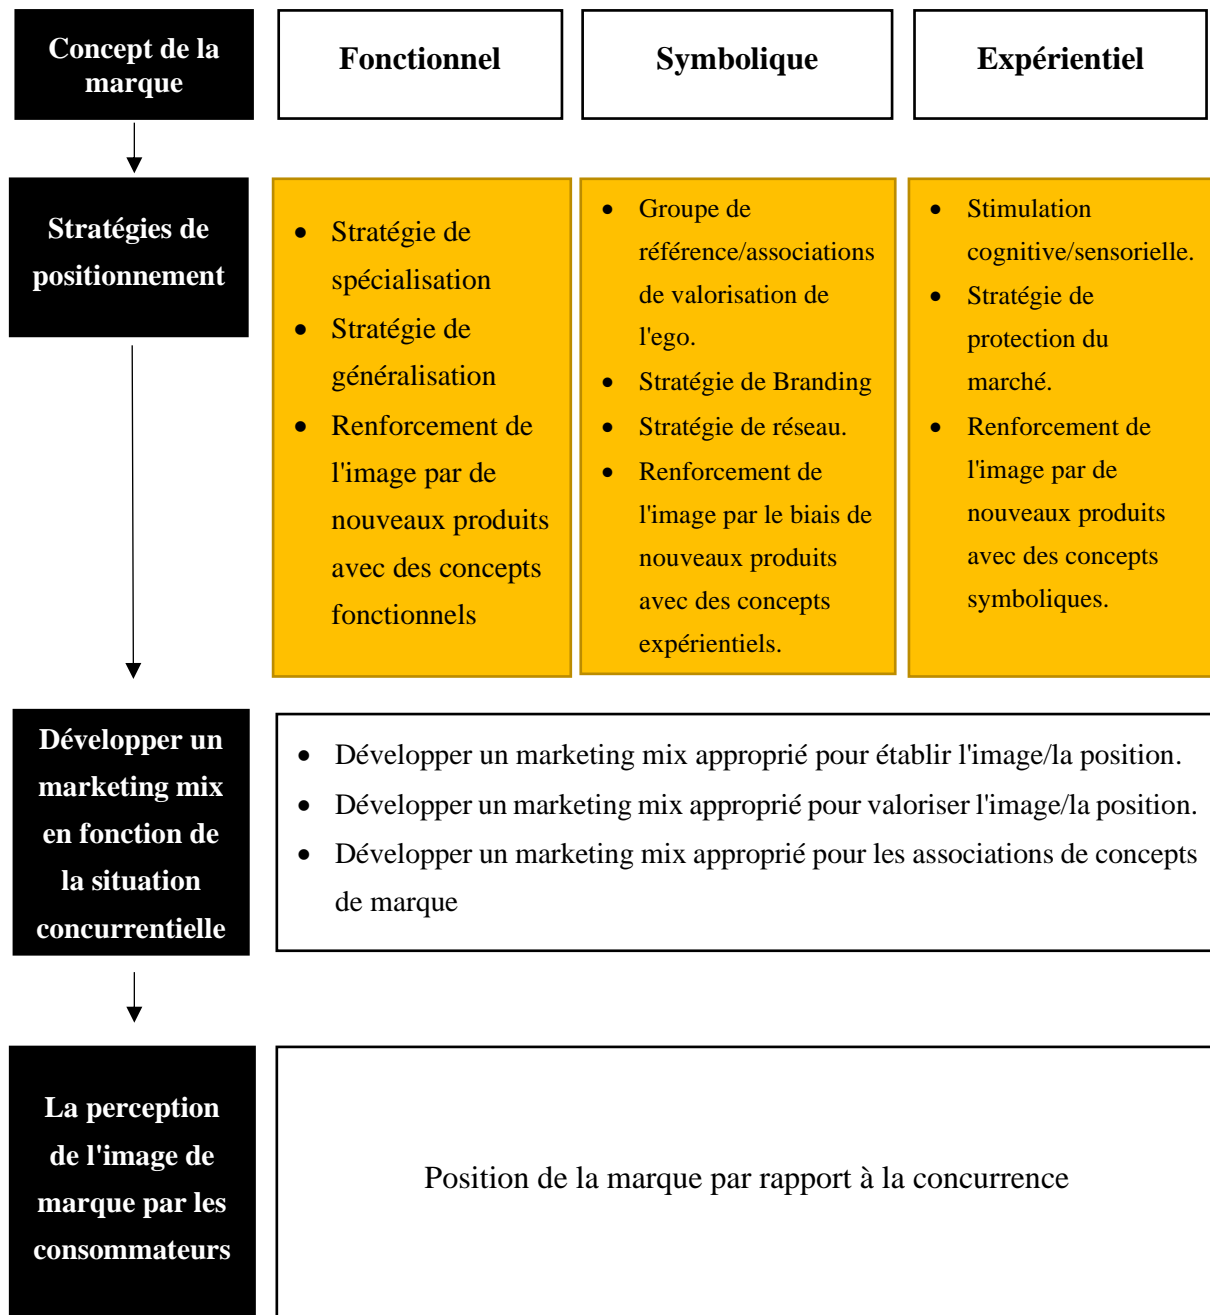 Concept de la
marque
Fonctionnel
Symbolique
Expérientiel
Stratégies de
positionnement
• Stratégie de
spécialisation
• Stratégie de
généralisation
• Renforcement de
l'image par de
nouveaux produits
avec des concepts
fonctionnels
• Groupe de
référence/associations
de valorisation de
l'ego.
• Stratégie de Branding
• Stratégie de réseau.
• Renforcement de
l'image par le biais de
nouveaux produits
avec des concepts
expérientiels.
• Stimulation
cognitive/sensorielle.
• Stratégie de
protection du
marché.
• Renforcement de
l'image par de
nouveaux produits
avec des concepts
symboliques.
Développer un
marketing mix
en fonction de
la situation
concurrentielle
• Développer un marketing mix approprié pour établir l'image/la position.
• Développer un marketing mix approprié pour valoriser l'image/la position.
• Développer un marketing mix approprié pour les associations de concepts
de marque
La perception
de l'image de
marque par les
consommateurs
Position de la marque par rapport à la concurrence